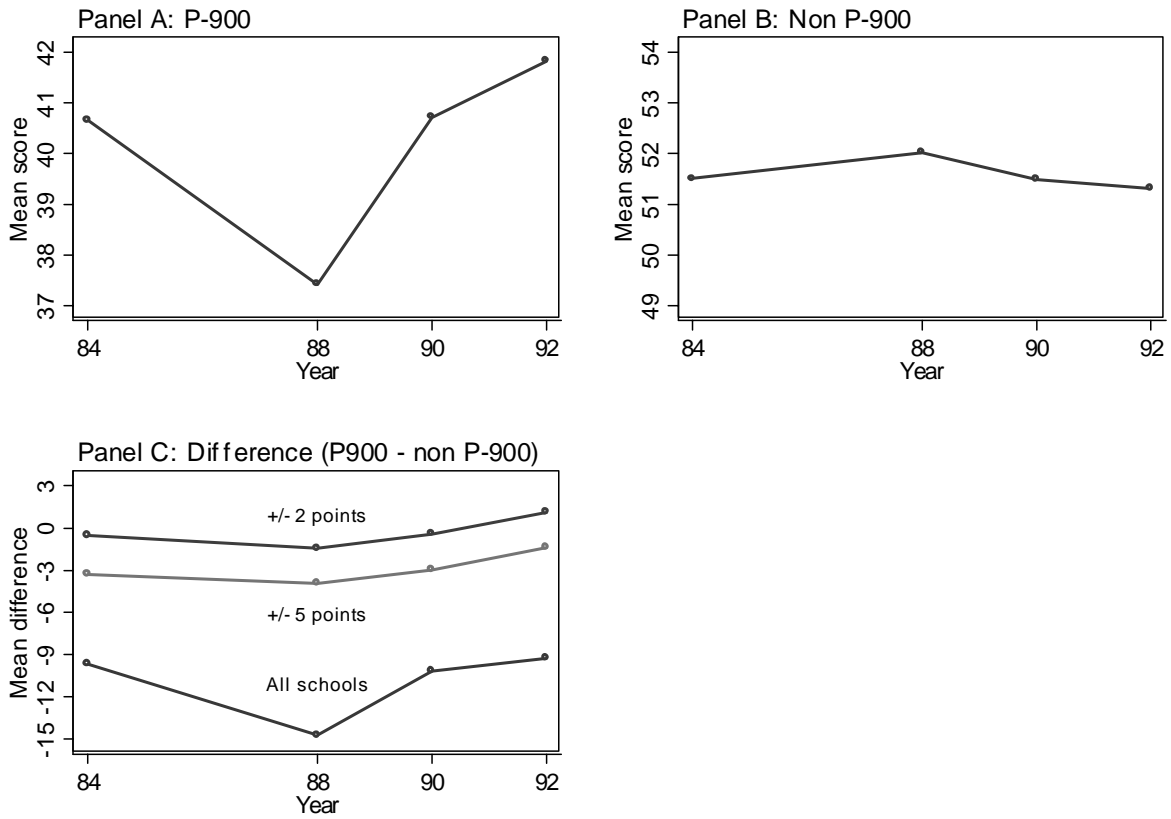 Panel A: P-900
Mean score
42
41
40
39
38
37
84
88
90
92
Year
Panel B: Non P-900
Mean score
54
53
52
51
50
49
84
88
90
92
Year
Panel C: Difference (P900 - non P-900)
Mean difference
3
0
-3
-6
-9
-12
-15
+/- 2 points
+/- 5 points
All schools
84
88
90
92
Year